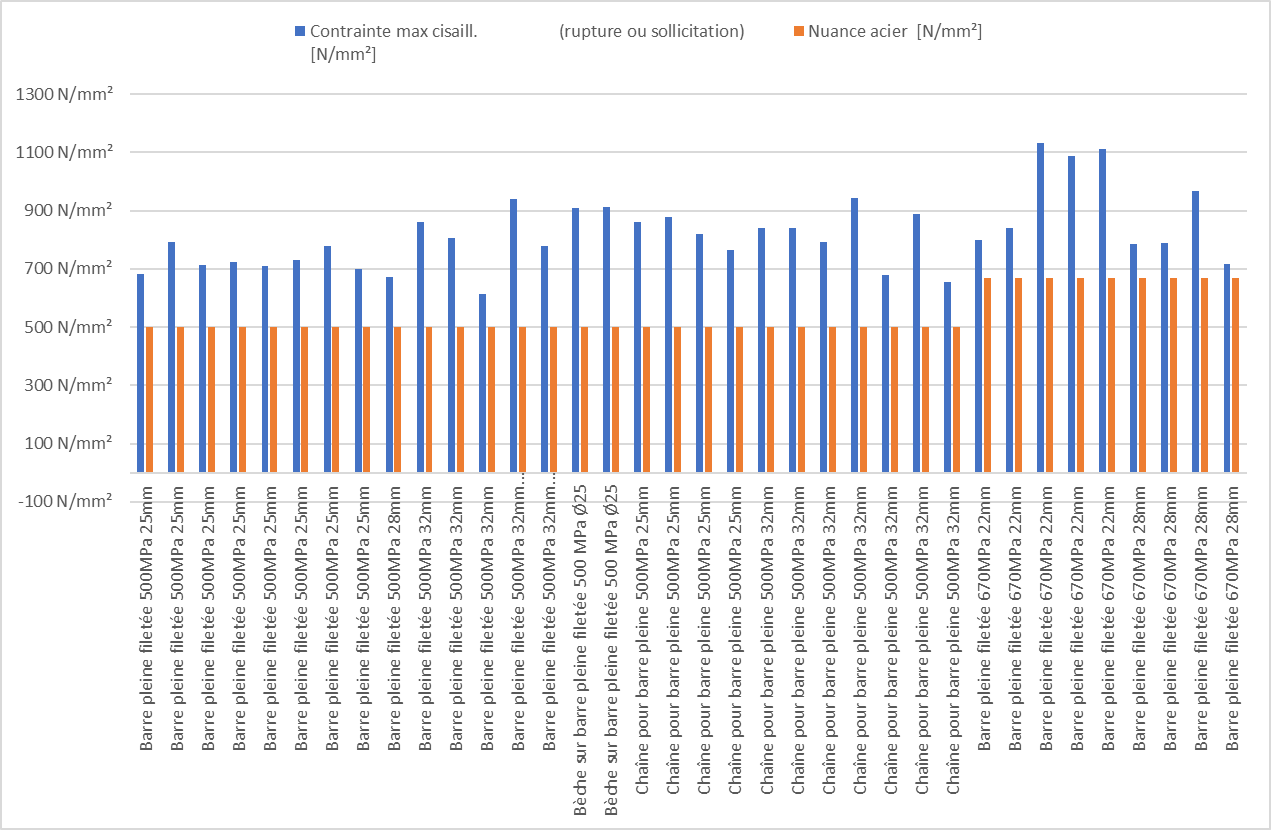 Contrainte max cisaill. (rupture ou sollicitation)
[N/mm²]
Nuance acier [N/mm²]
1300 N/mm²
1100 N/mm²
900 N/mm²
700 N/mm²
500 N/mm²
300 N/mm²
100 N/mm²
-100 N/mm²
Barre pleine filetée 500MPa 25mm
Barre pleine filetée 500MPa 25mm
Barre pleine filetée 500MPa 25mm
Barre pleine filetée 500MPa 25mm
Barre pleine filetée 500MPa 25mm
Barre pleine filetée 500MPa 25mm
Barre pleine filetée 500MPa 25mm
Barre pleine filetée 500MPa 25mm
Barre pleine filetée 500MPa 28mm
Barre pleine filetée 500MPa 32mm
Barre pleine filetée 500MPa 32mm
Barre pleine filetée 500MPa 32mm
Barre pleine filetée 500MPa 32mm…
Barre pleine filetée 500MPa 32mm…
Bèche sur barre pleine filetée 500 MPa Ø25
Bèche sur barre pleine filetée 500 MPa Ø25
Chaîne pour barre pleine 500MPa 25mm
Chaîne pour barre pleine 500MPa 25mm
Chaîne pour barre pleine 500MPa 25mm
Chaîne pour barre pleine 500MPa 25mm
Chaîne pour barre pleine 500MPa 32mm
Chaîne pour barre pleine 500MPa 32mm
Chaîne pour barre pleine 500MPa 32mm
Chaîne pour barre pleine 500MPa 32mm
Chaîne pour barre pleine 500MPa 32mm
Chaîne pour barre pleine 500MPa 32mm
Chaîne pour barre pleine 500MPa 32mm
Barre pleine filetée 670MPa 22mm
Barre pleine filetée 670MPa 22mm
Barre pleine filetée 670MPa 22mm
Barre pleine filetée 670MPa 22mm
Barre pleine filetée 670MPa 22mm
Barre pleine filetée 670MPa 28mm
Barre pleine filetée 670MPa 28mm
Barre pleine filetée 670MPa 28mm
Barre pleine filetée 670MPa 28mm